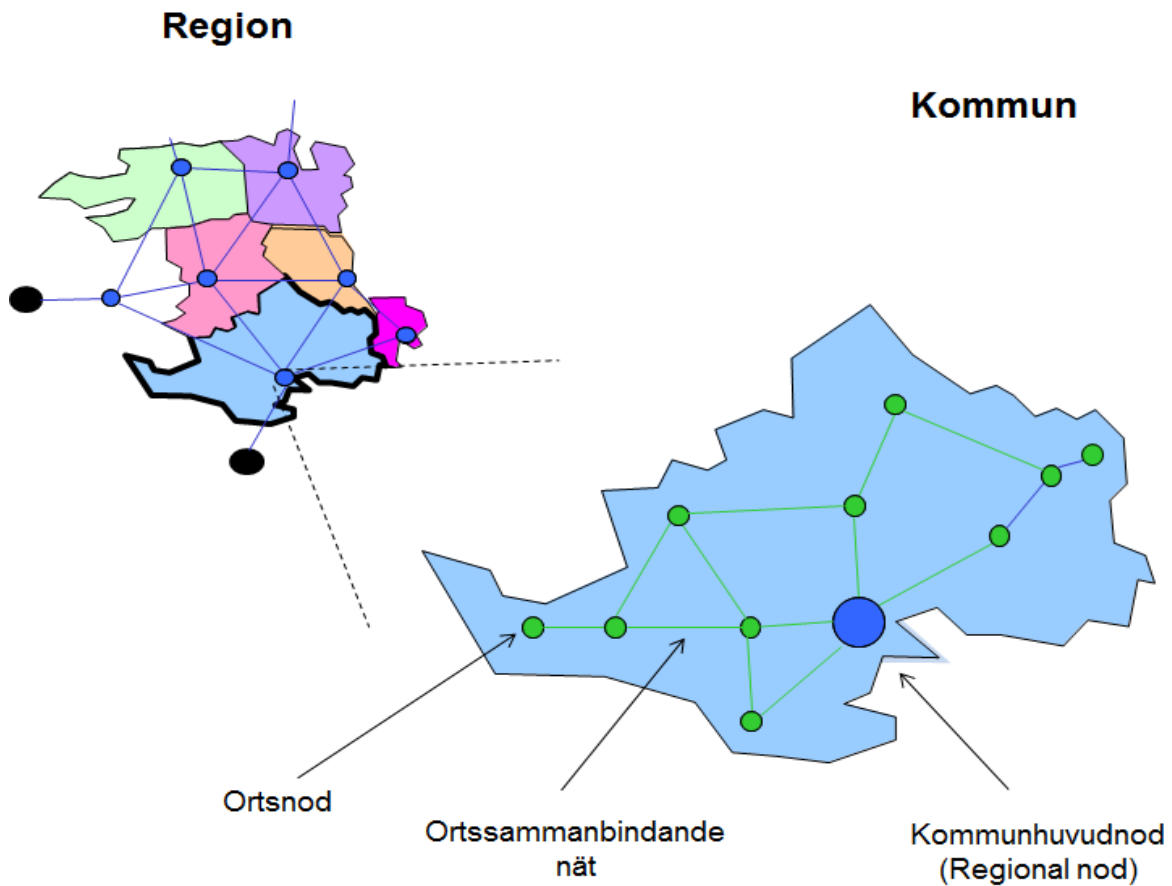 Region
Kommun
Ortsnod
Ortssammanbindande
nät
Kommunhuvudnod
(Regional nod)